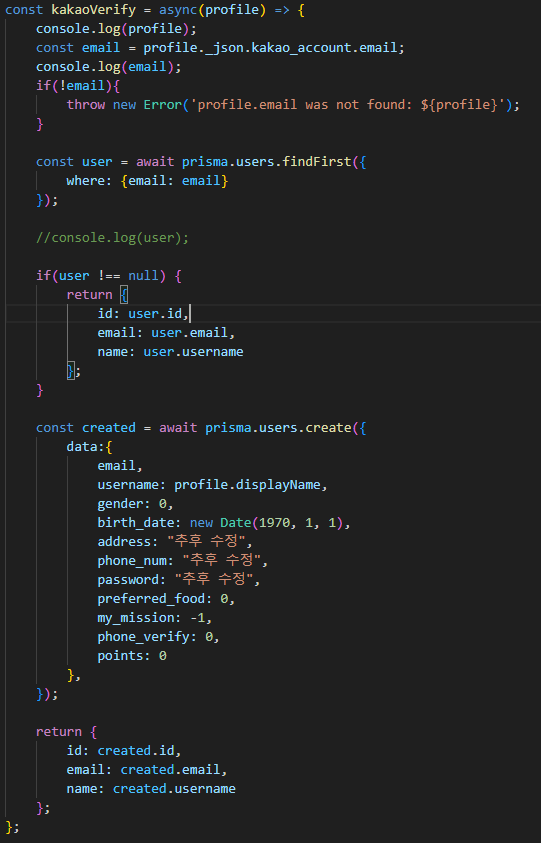 const kakaoVerify = async(profile) => {
    console.log(profile);
    const email = profile._json.kakao_account.email;
    console.log(email);
    if(!email){
        throw new Error('profile.email was not found: ${profile}');
    }

    const user = await prisma.users.findFirst({
        where: {email: email}
    });

    //console.log(user);

    if(user !== null) {
        return {
            id: user.id,
            email: user.email,
            name: user.username
        };
    }

    const created = await prisma.users.create({
        data:{
            email,
            username: profile.displayName,
            gender: 0,
            birth_date: new Date(1970, 1, 1),
            address: "추후 수정",
            phone_num: "추후 수정",
            password: "추후 수정",
            preferred_food: 0,
            my_mission: -1,
            phone_verify: 0,
            points: 0
        },
    });

    return {
        id: created.id,
        email: created.email,
        name: created.username
    };
};